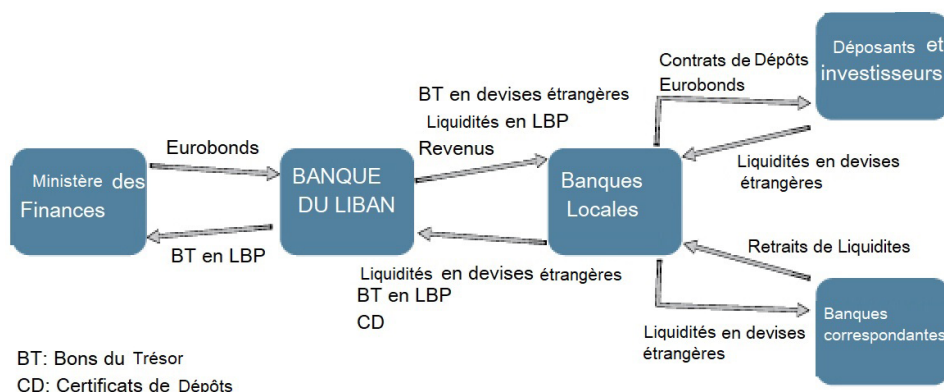 Ministère des
Finances
Eurobonds
BT en LBP
BANQUE
DU LIBAN
BT en devises étrangères
Liquidités en LBP
Revenus
Liquidités en devises étrangères
BT en LBP
CD
Banques
Locales
Contrats de Dépôts
Eurobonds
Déposants et
investisseurs
Liquidités en devises
étrangères
Retraits de Liquidites
Liquidités en devises
étrangères
Banques
correspondantes
BT: Bons du Trésor
CD: Certificats de Dépôts